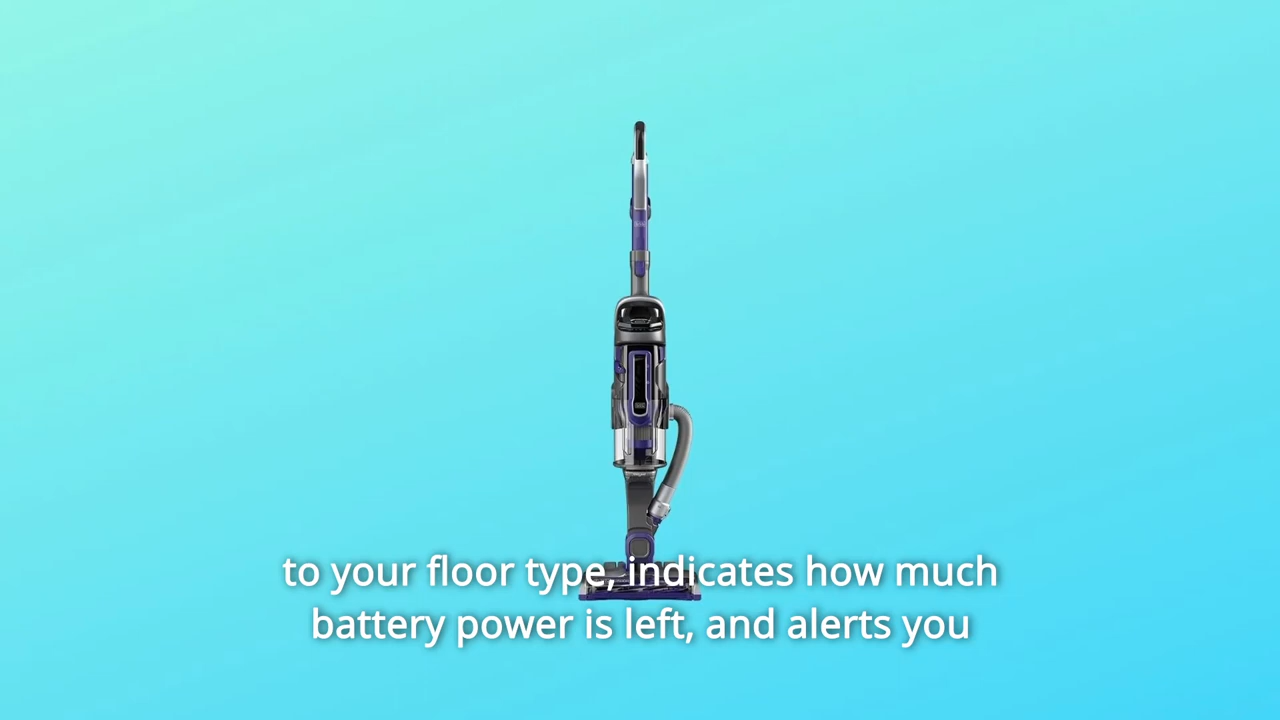 to your floor type, indicates how much
battery power is left, and alerts you